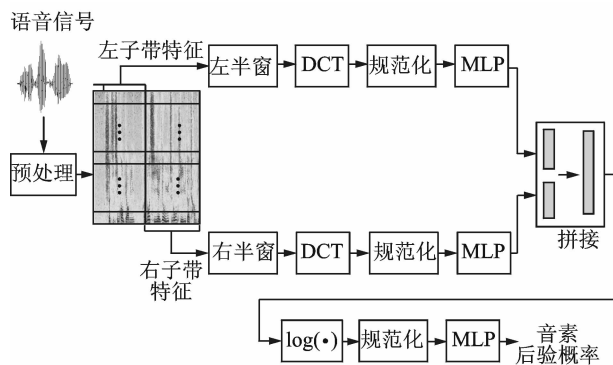 语音信号
左子带特征
左半窗
DCT
规范化
MLP
预处理
拼接
右半窗
DCT
规范化
MLP
右子带
特征
log(•)
规范化
MLP
音素
后验概率